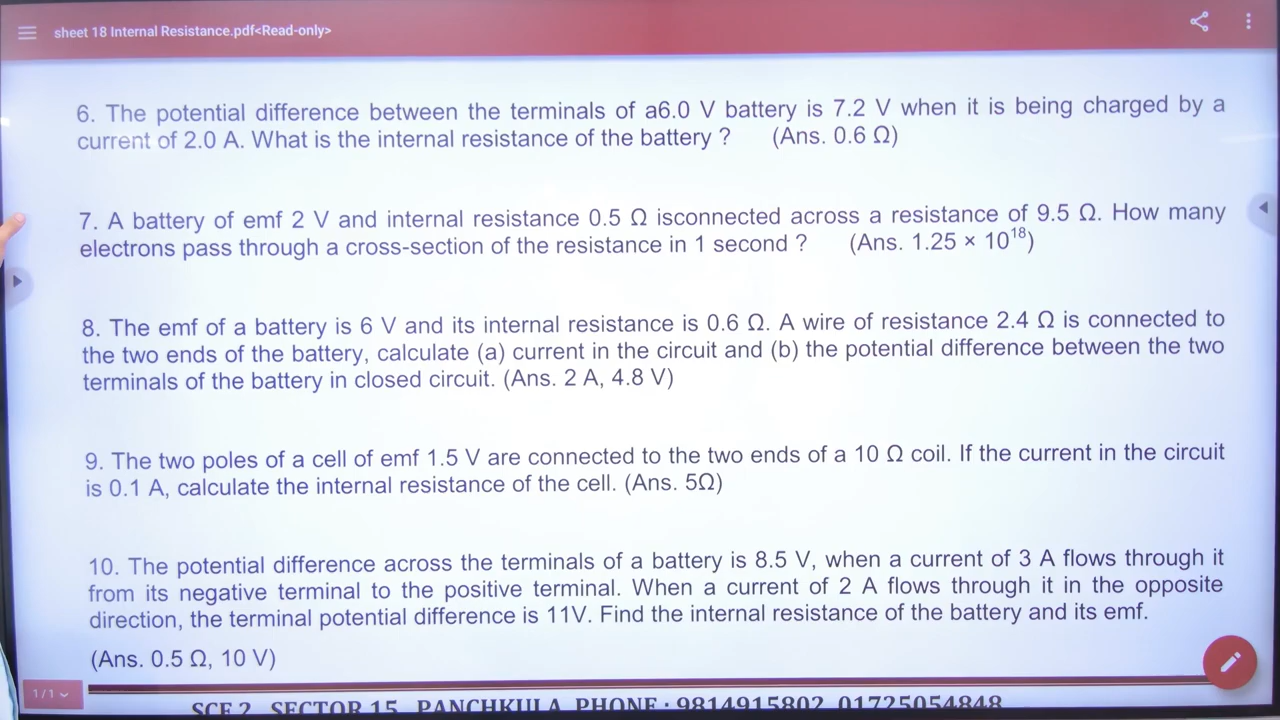 sheet 18 Internal Resistance.pdf<Read-only>
6. The potential difference between the terminals of a6.0 V battery is 7.2 V when it is being charged by a
current of 2.0 A. What is the internal resistance of the battery ? (Ans. 0.6 Ω)
7. A battery of emf 2 V and internal resistance 0.5 Ω isconnected across a resistance of 9.5 Ω. How many
electrons pass through a cross-section of the resistance in 1 second ? (Ans. 1.25 × 10¹⁸)
8. The emf of a battery is 6 V and its internal resistance is 0.6 Ω. A wire of resistance 2.4 Ω is connected to
the two ends of the battery, calculate (a) current in the circuit and (b) the potential difference between the two
terminals of the battery in closed circuit. (Ans. 2 A, 4.8 V)
9. The two poles of a cell of emf 1.5 V are connected to the two ends of a 10 Ω coil. If the current in the circuit
is 0.1 A, calculate the internal resistance of the cell. (Ans. 5Ω)
10. The potential difference across the terminals of a battery is 8.5 V, when a current of 3 A flows through it
from its negative terminal to the positive terminal. When a current of 2 A flows through it in the opposite
direction, the terminal potential difference is 11V. Find the internal resistance of the battery and its emf.
(Ans. 0.5 Ω, 10 V)
1/1
SCF 2 SECTOR 15 PANCHKULA PHONE : 9814915802 01725054848